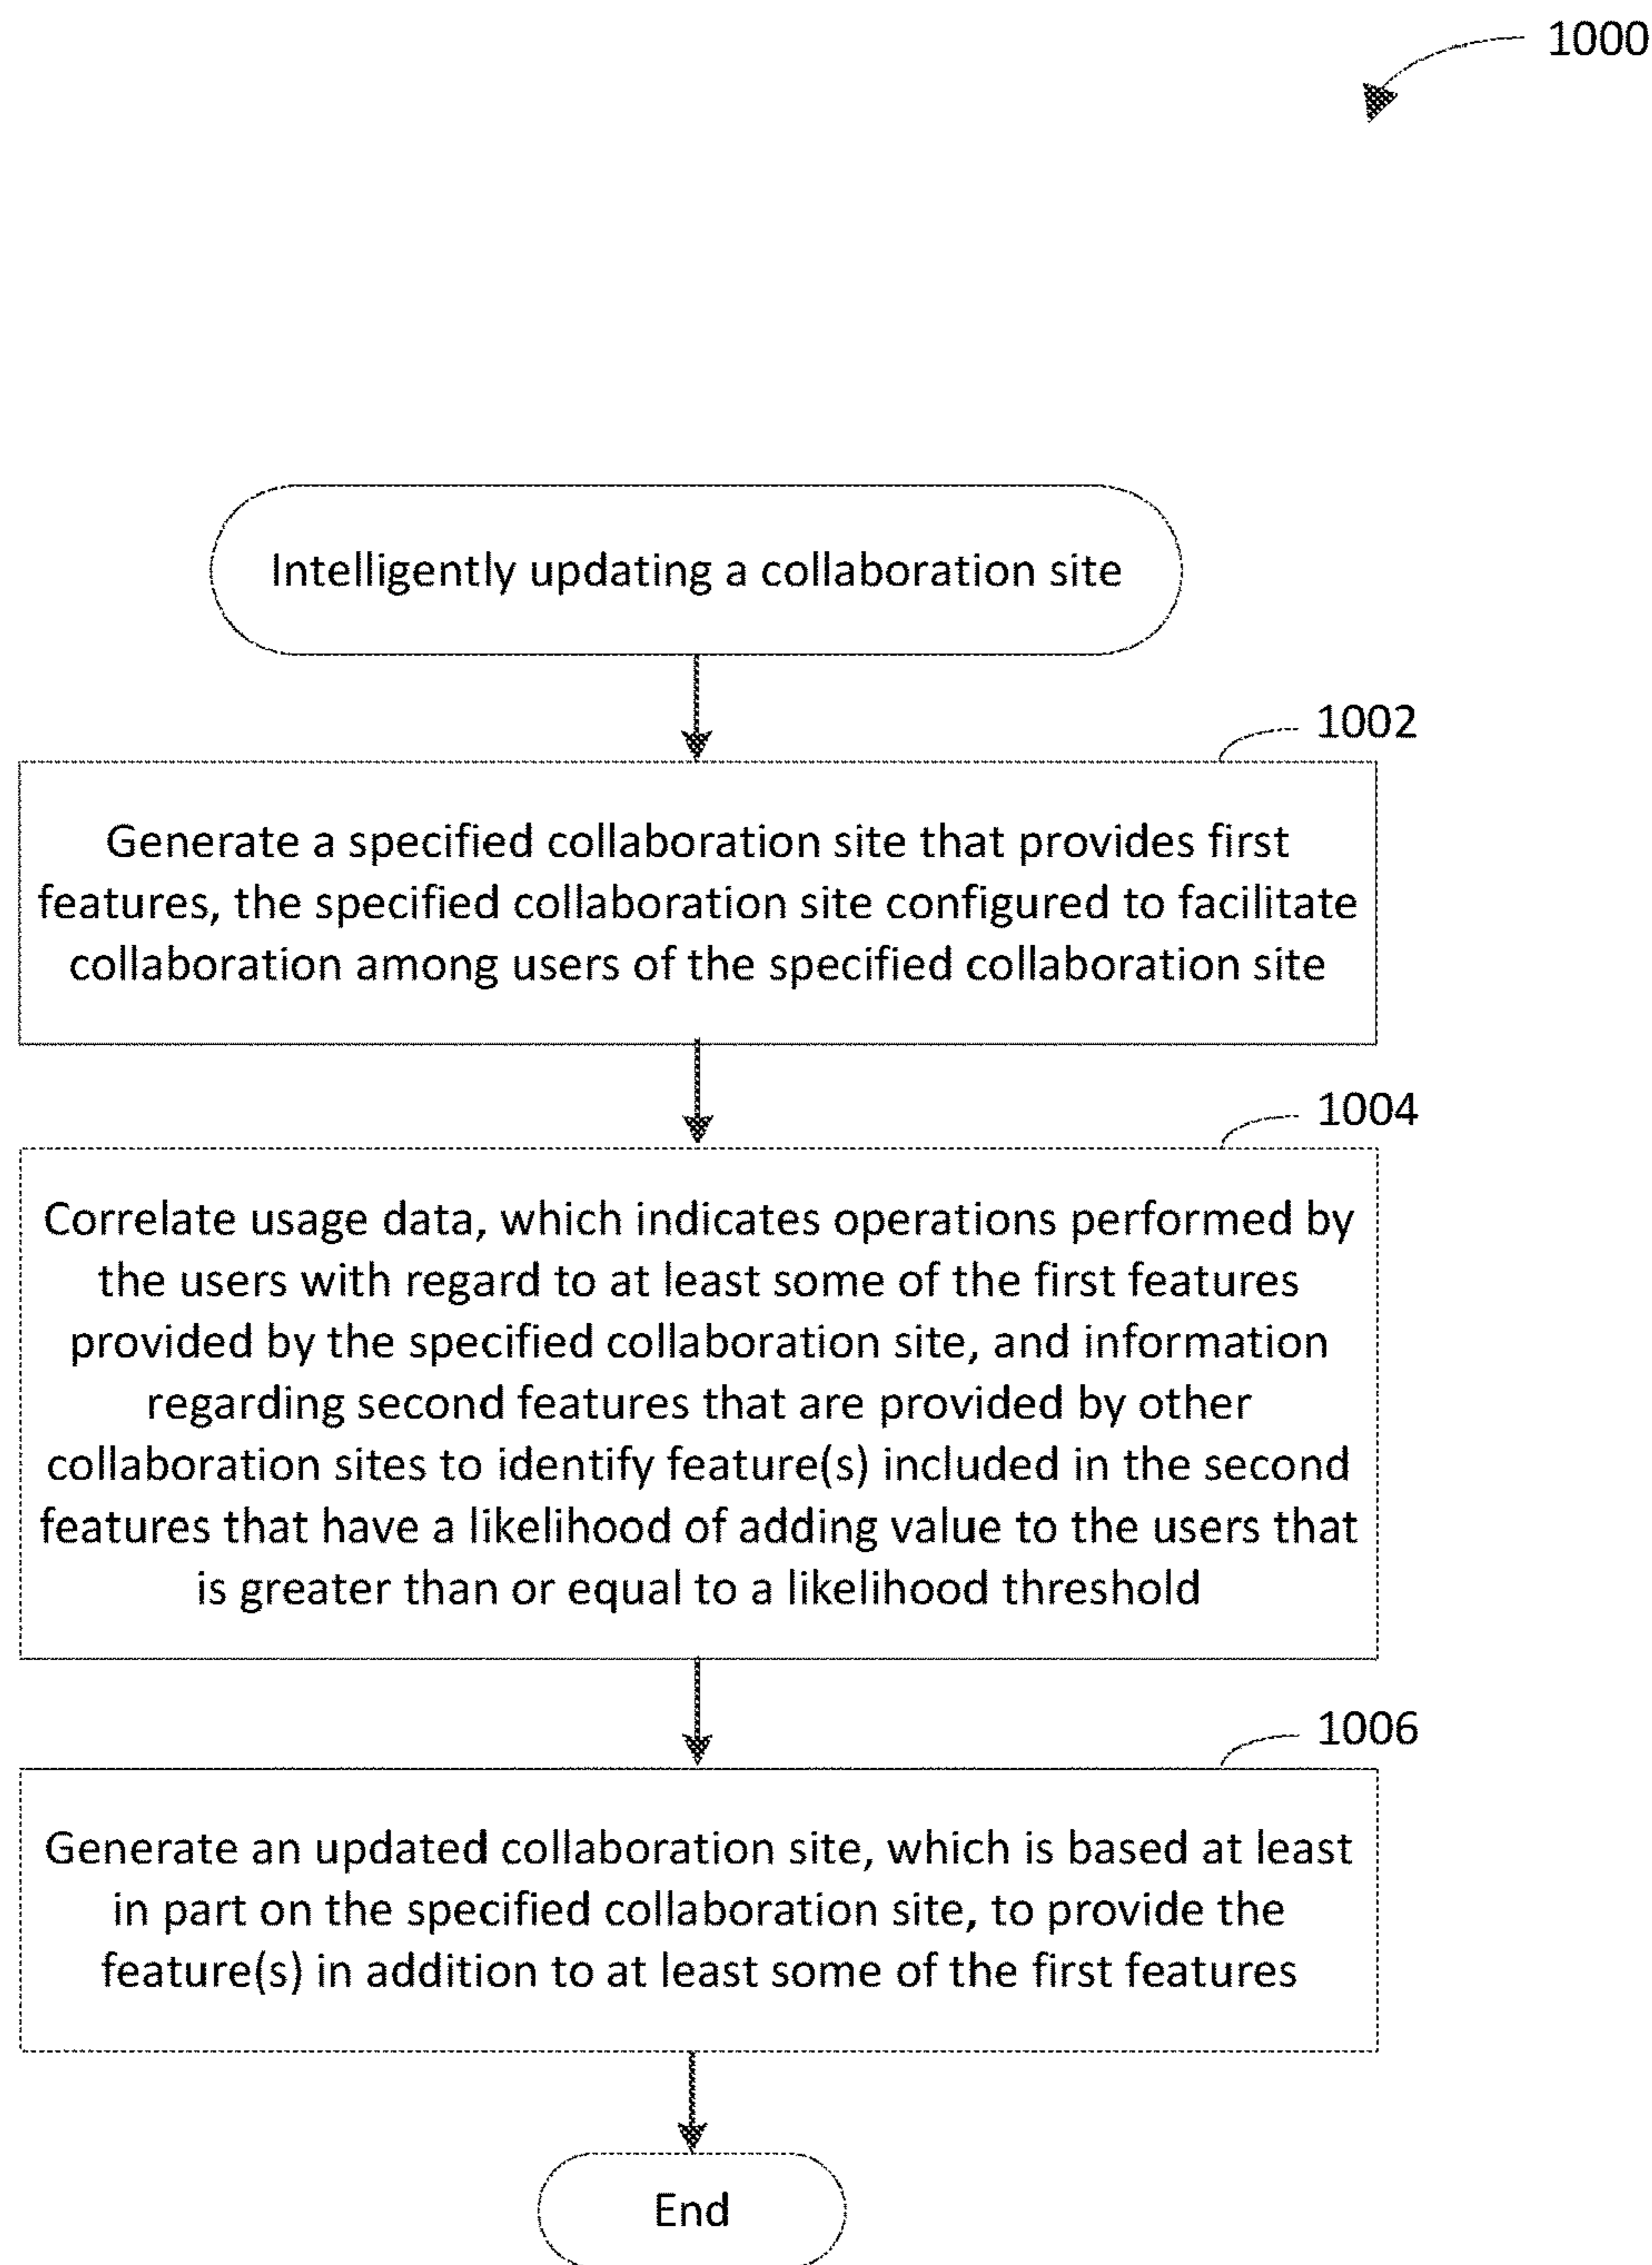 1000
Intelligently updating a collaboration site
1002
Generate a specified collaboration site that provides first
features, the specified collaboration site configured to facilitate
collaboration among users of the specified collaboration site
1004
Correlate usage data, which indicates operations performed by
the users with regard to at least some of the first features
provided by the specified collaboration site, and information
regarding second features that are provided by other
collaboration sites to identify feature(s) included in the second
features that have a likelihood of adding value to the users that
is greater than or equal to a likelihood threshold
1006
Generate an updated collaboration site, which is based at least
in part on the specified collaboration site, to provide the
feature(s) in addition to at least some of the first features
End